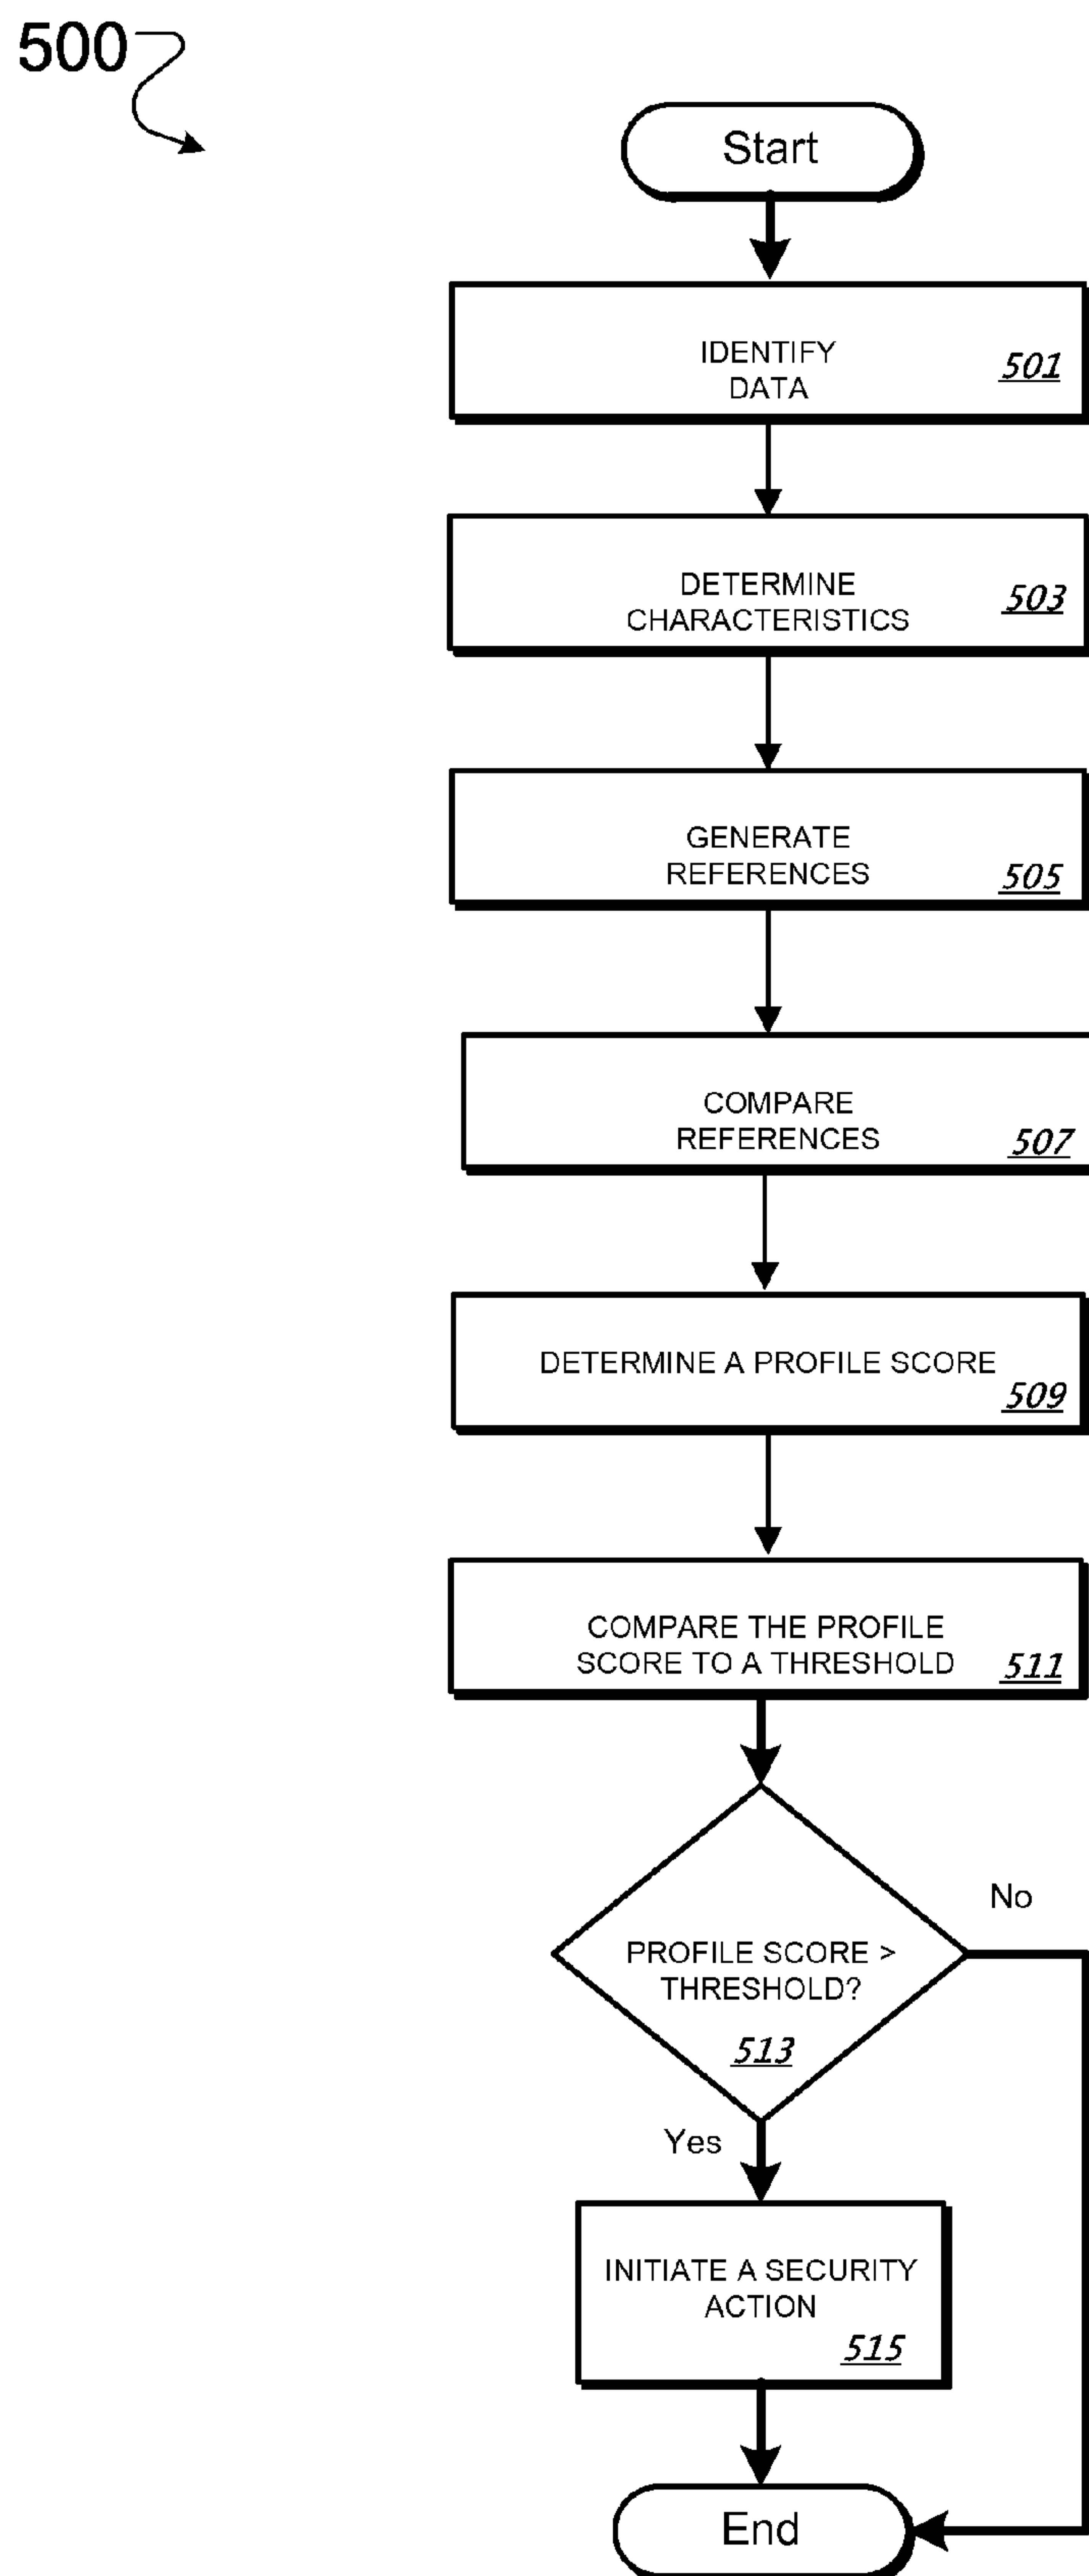 500
Start
IDENTIFY
DATA
501
DETERMINE
CHARACTERISTICS
503
GENERATE
REFERENCES
505
COMPARE
REFERENCES
507
DETERMINE A PROFILE SCORE
509
COMPARE THE PROFILE
SCORE TO A THRESHOLD
511
No
PROFILE SCORE >
THRESHOLD?
513
Yes
INITIATE A SECURITY
ACTION
515
End